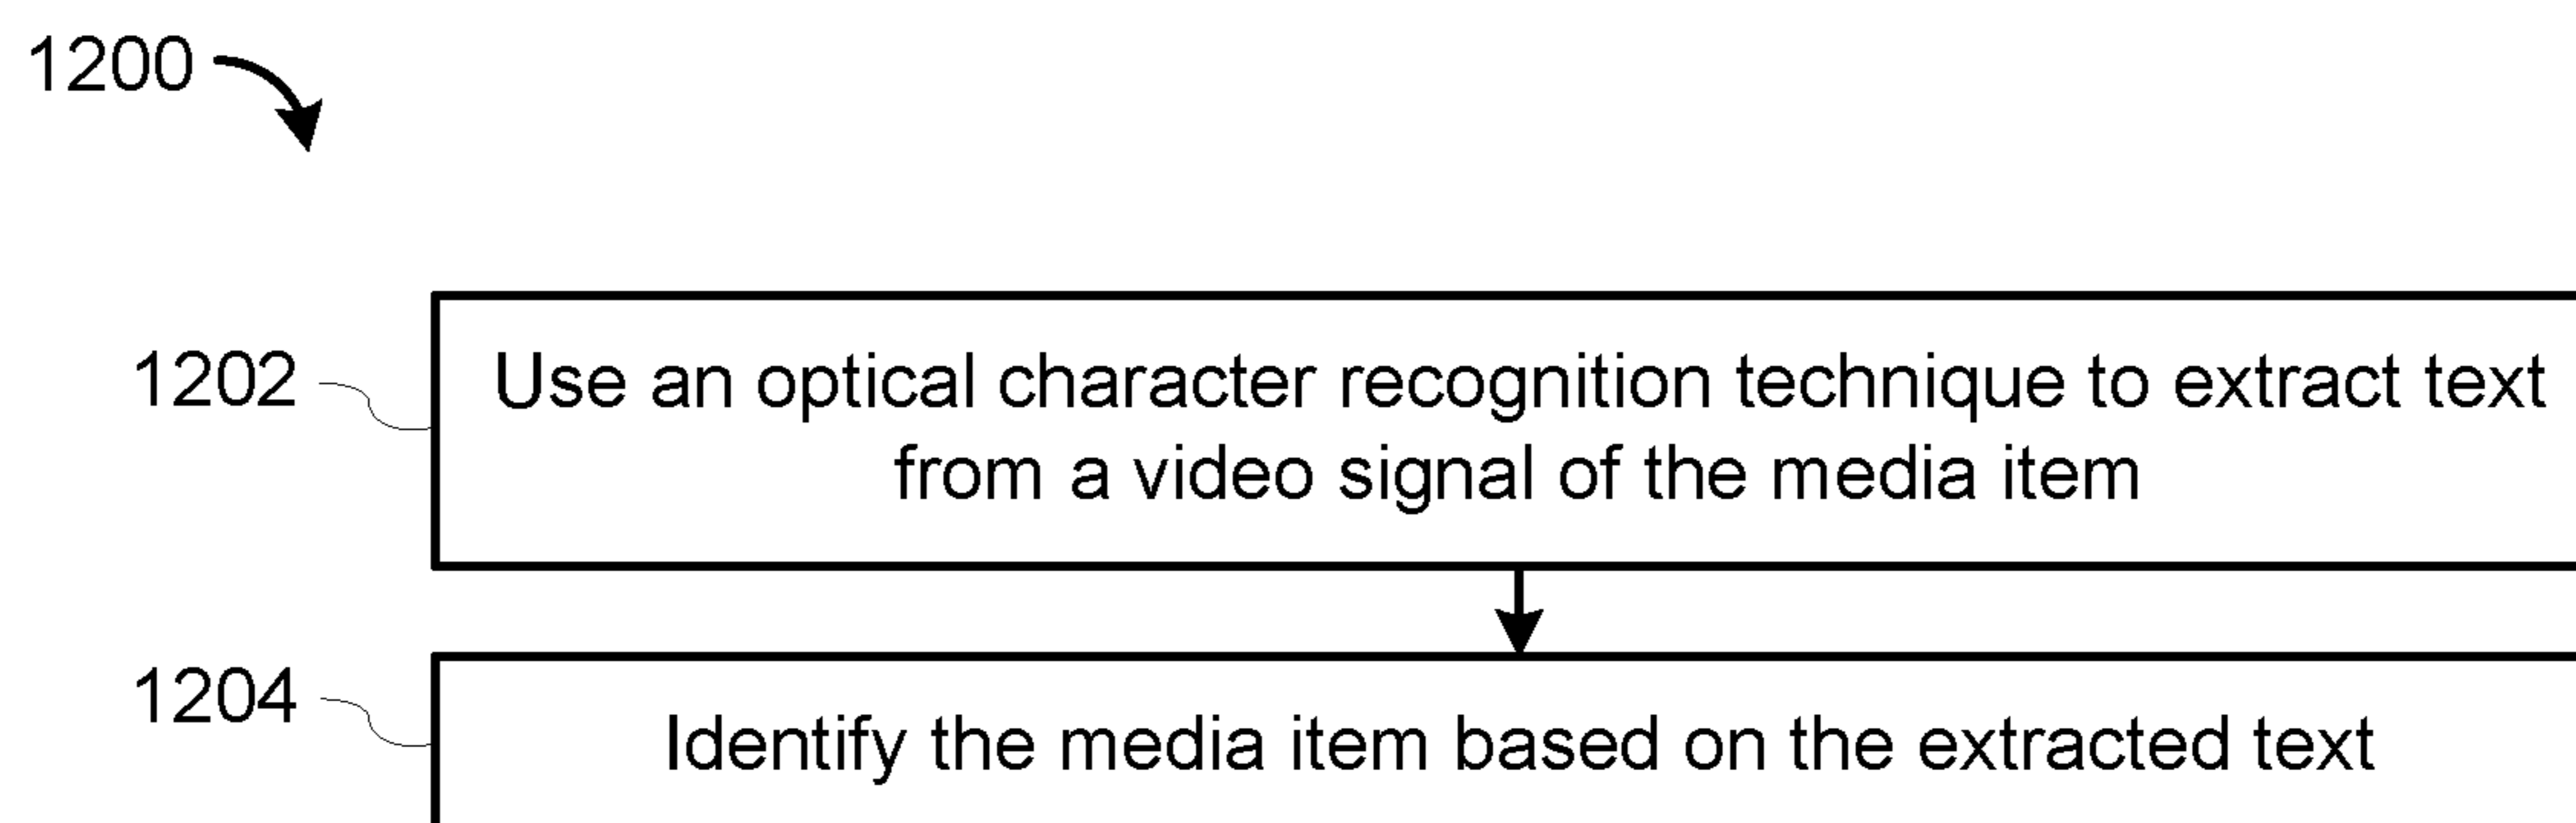 1200
1202
Use an optical character recognition technique to extract text
from a video signal of the media item
1204
Identify the media item based on the extracted text